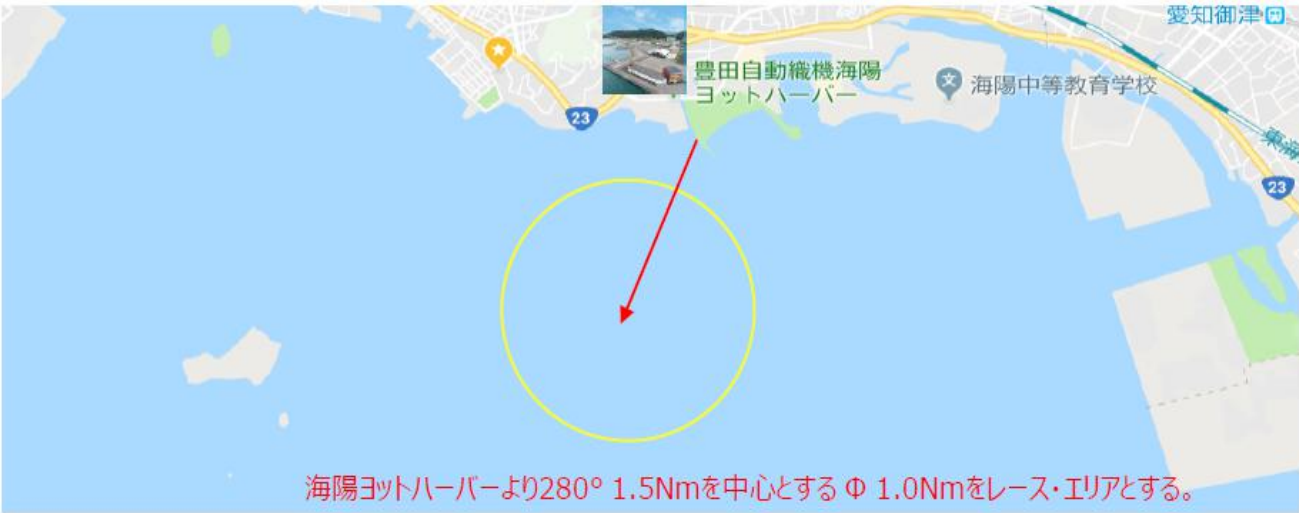 愛知御津
豊田自動織機海陽
ヨットハーバー
文
海陽中等教育学校
23
東海
23
海陽ヨットハーバーより280° 1.5Nmを中心とする Φ 1.0Nmをレース・エリアとする。